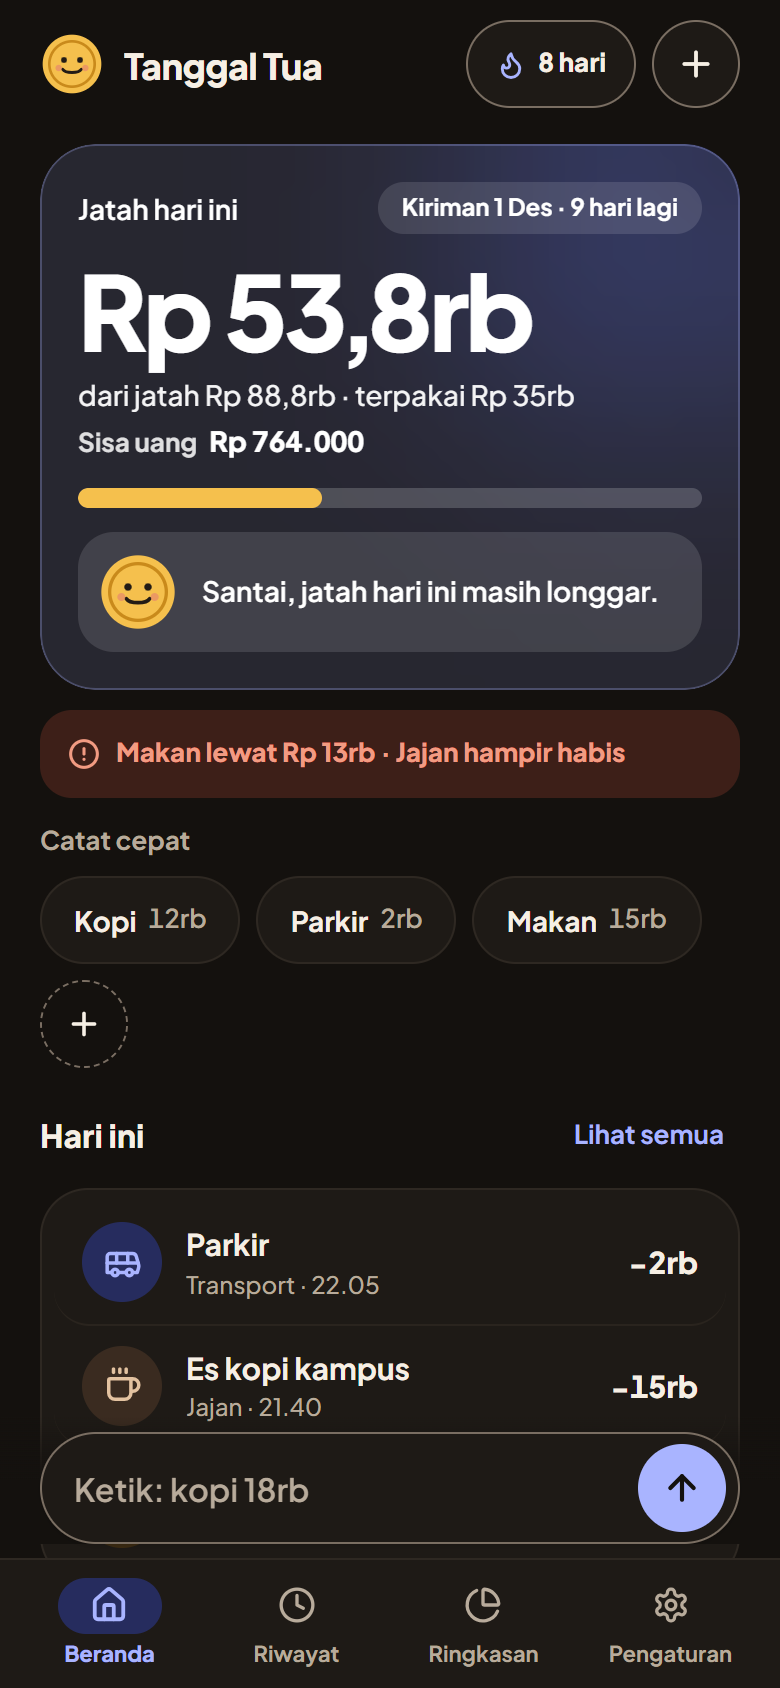 Tanggal Tua
8 hari
Jatah hari ini
Kiriman 1 Des · 9 hari lagi
Rp 53,8rb
dari jatah Rp 88,8rb · terpakai Rp 35rb
Sisa uang Rp 764.000
Santai, jatah hari ini masih longgar.
Makan lewat Rp 13rb · Jajan hampir habis
Catat cepat
Kopi 12rb
Parkir 2rb
Makan 15rb
Hari ini
Lihat semua
Parkir
Transport · 22.05
-2rb
Es kopi kampus
Jajan · 21.40
-15rb
Ketik: kopi 18rb
Beranda
Riwayat
Ringkasan
Pengaturan